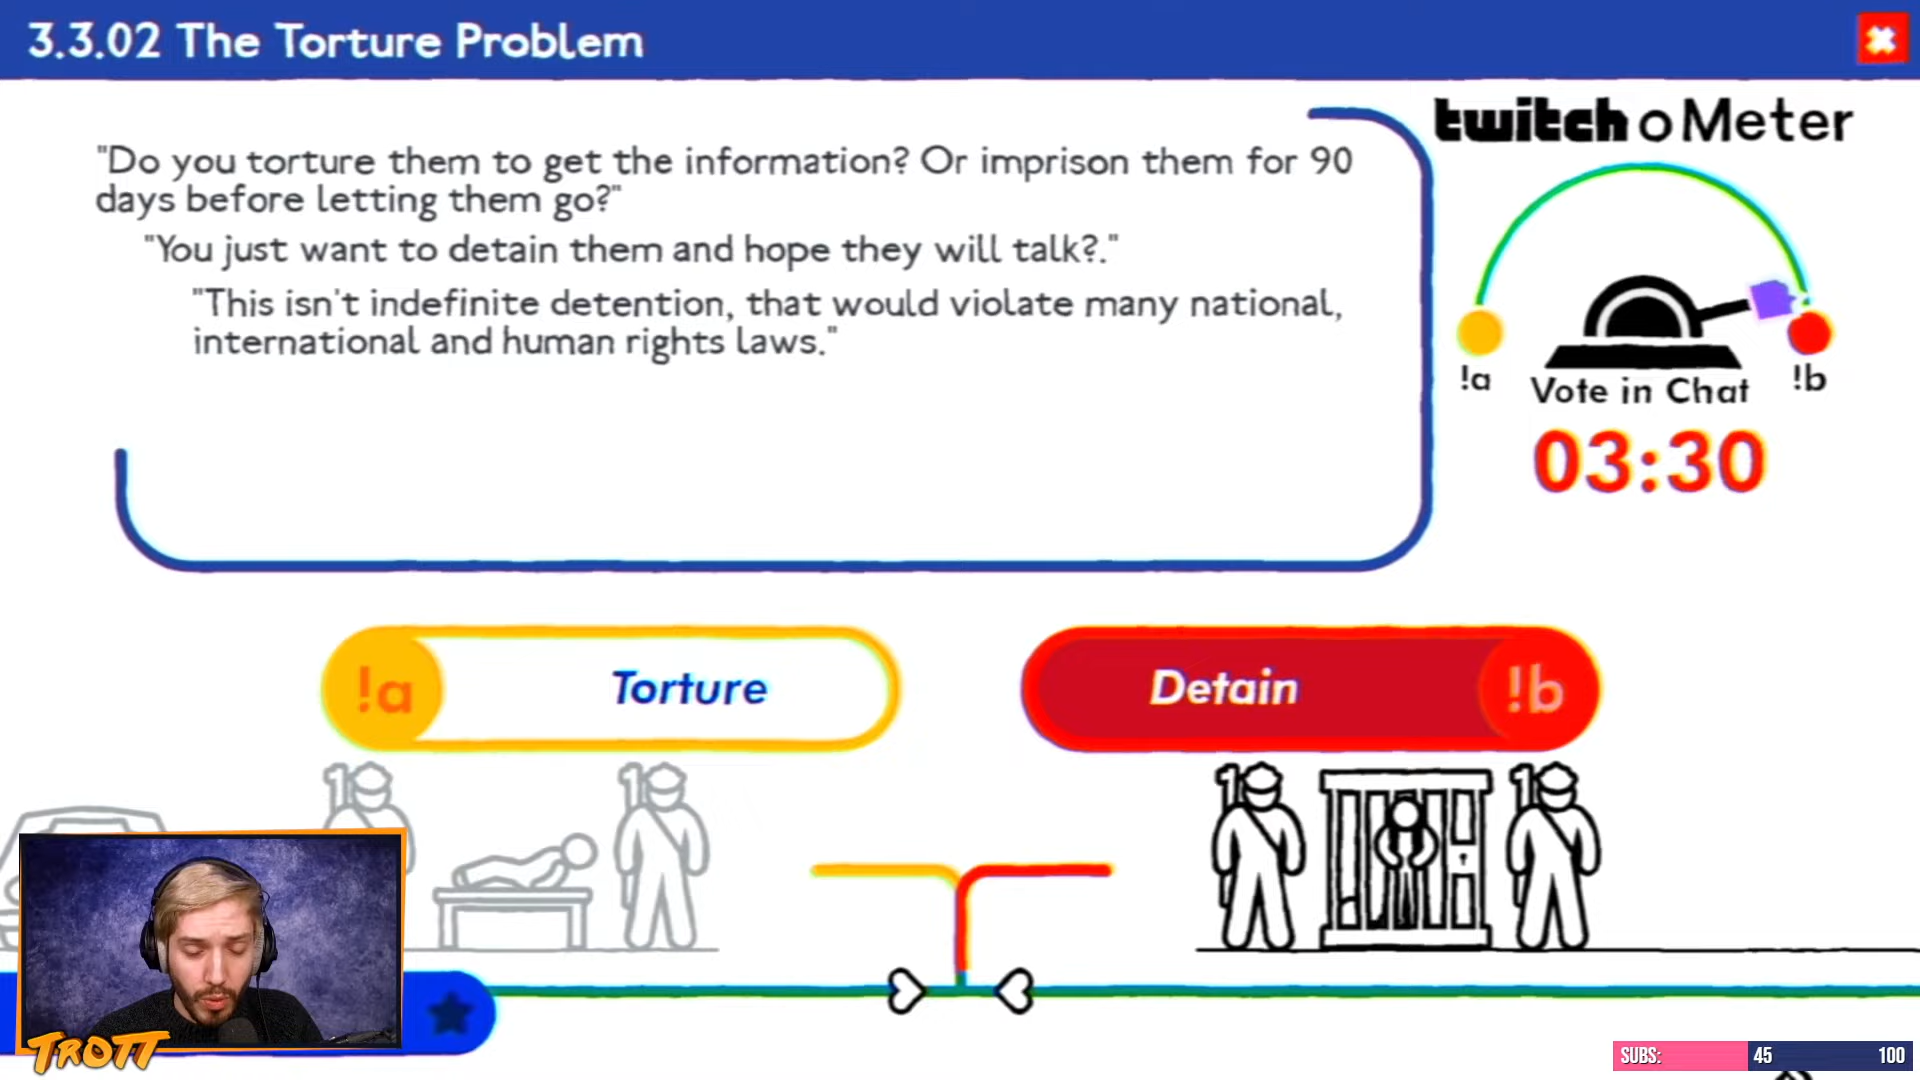 3.3.02 The Torture Problem
"Do you torture them to get the information? Or imprison them for 90
days before letting them go?"
"You just want to detain them and hope they will talk?."
"This isn't indefinite detention, that would violate many national,
international and human rights laws."
twitch o Meter
!a
Vote in Chat
!b
03:30
!a Torture
Detain !b
TROTT
SUBS: 45 100